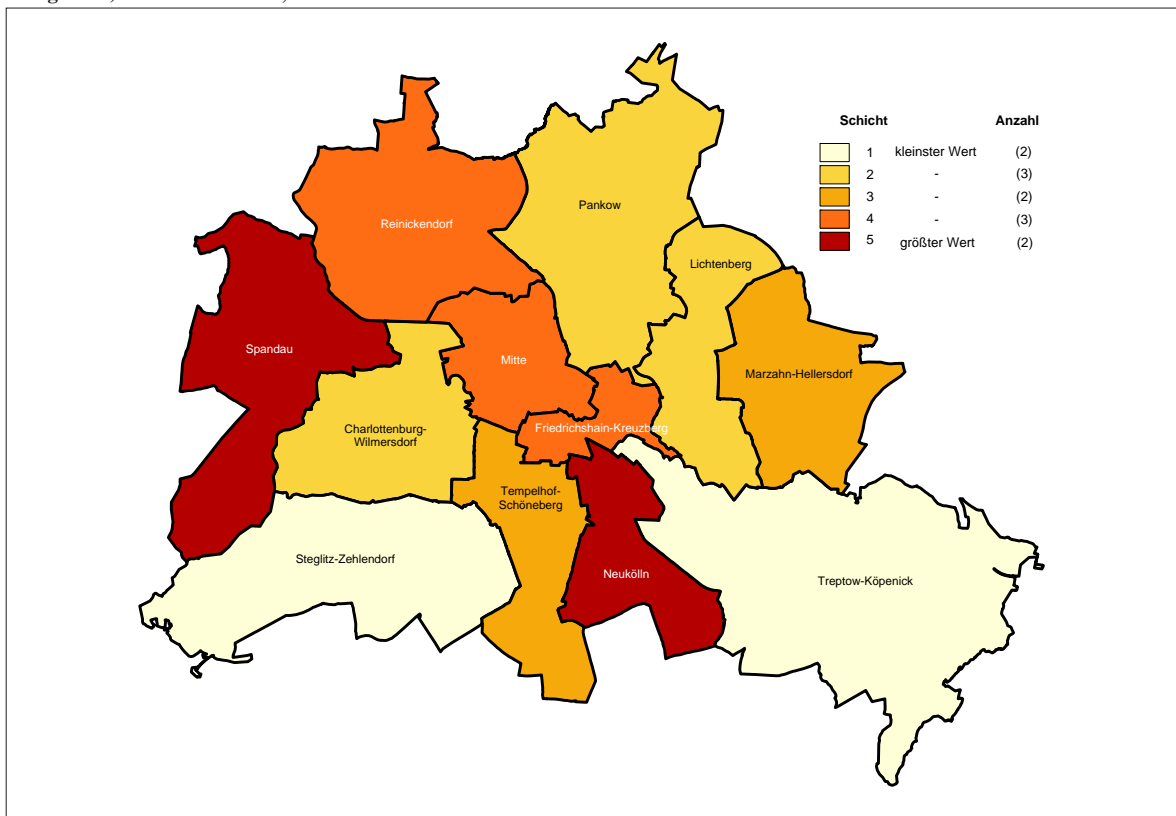 Schicht Anzahl
1 kleinster Wert (2)
2 - (3)
3 - (2)
4 - (3)
5 größter Wert (2)
Pankow
Reinickendorf
Lichtenberg
Spandau
Mitte
Marzahn-Hellersdorf
Charlottenburg-
Wilmersdorf
Friedrichshain-Kreuzberg
Tempelhof-
Schöneberg
Steglitz-Zehlendorf
Neukölln
Treptow-Köpenick